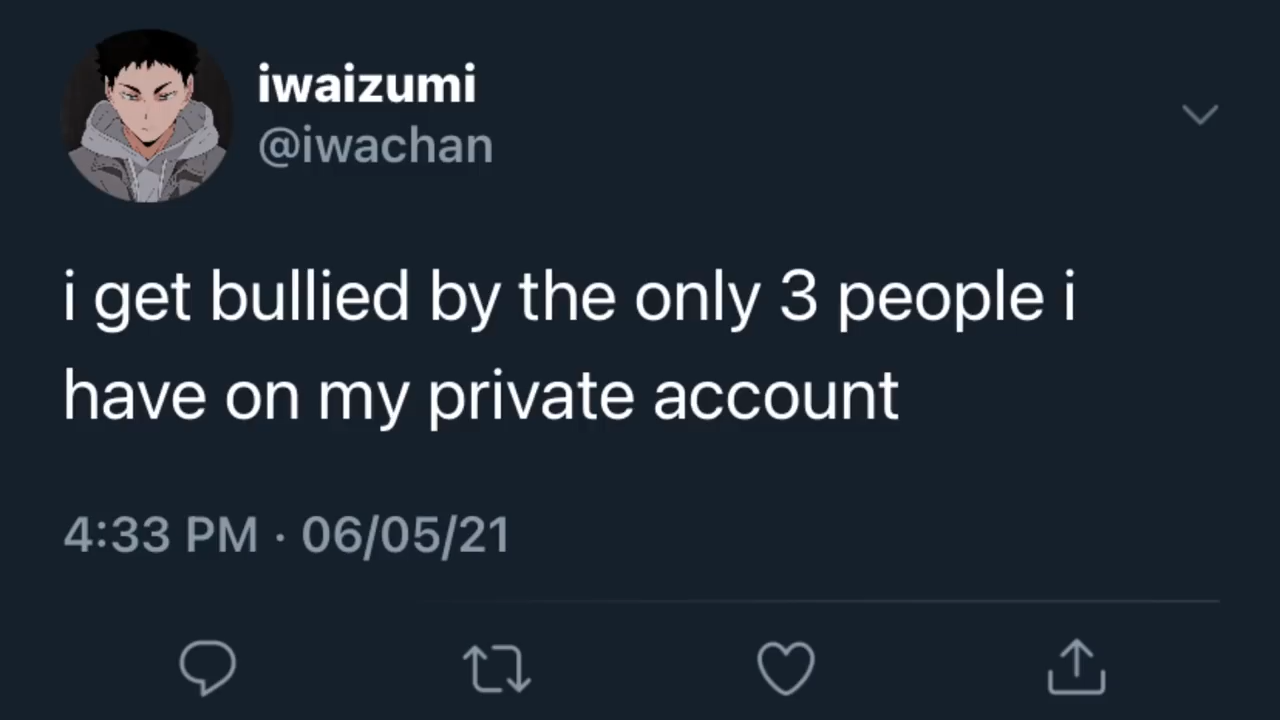 iwaizumi
@iwachan
i get bullied by the only 3 people i
have on my private account
4:33 PM · 06/05/21